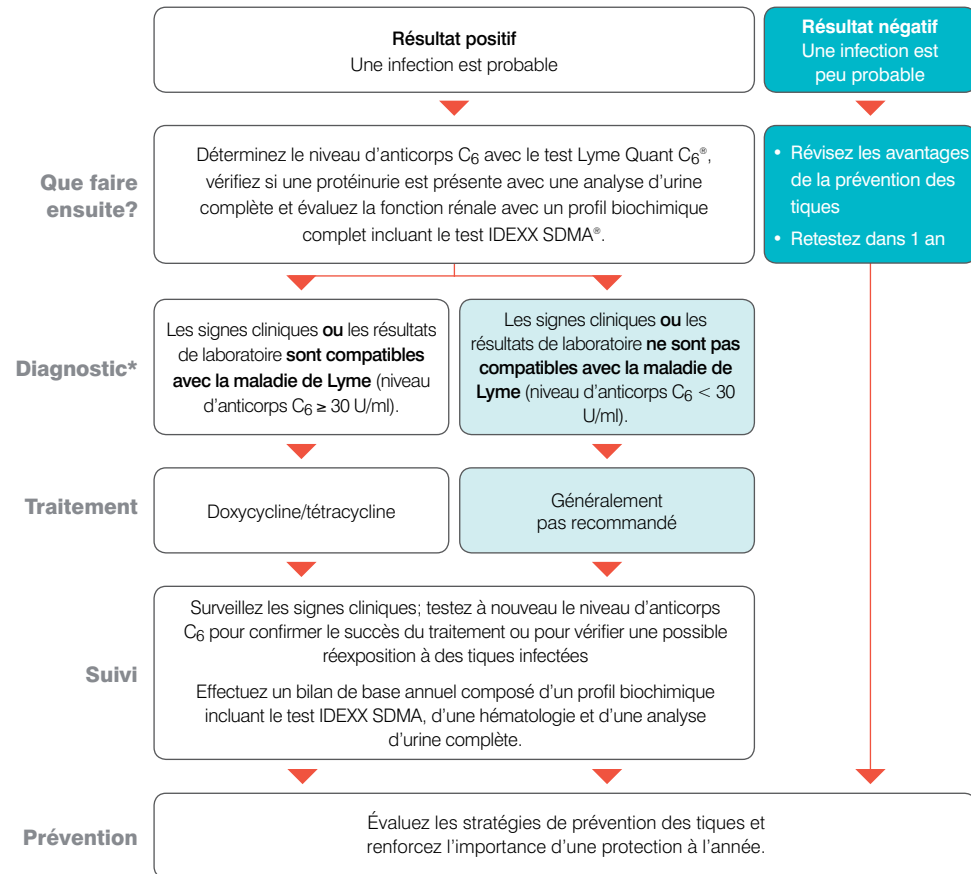 Résultat positif
Une infection est probable
Résultat négatif
Une infection est
peu probable
Que faire
ensuite?
Déterminez le niveau d'anticorps C6 avec le test Lyme Quant C6®,
vérifiez si une protéinurie est présente avec une analyse d'urine
complète et évaluez la fonction rénale avec un profil biochimique
complet incluant le test IDEXX SDMA®.
• Révisez les avantages
de la prévention des
tiques
• Retestez dans 1 an
Diagnostic*
Les signes cliniques ou les résultats
de laboratoire sont compatibles
avec la maladie de Lyme (niveau
d'anticorps C6 ≥ 30 U/ml).
Les signes cliniques ou les
résultats de laboratoire ne sont pas
compatibles avec la maladie de
Lyme (niveau d'anticorps C6 < 30
U/ml).
Traitement
Doxycycline/tétracycline
Généralement
pas recommandé
Suivi
Surveillez les signes cliniques; testez à nouveau le niveau d'anticorps
C6 pour confirmer le succès du traitement ou pour vérifier une possible
réexposition à des tiques infectées
Effectuez un bilan de base annuel composé d'un profil biochimique
incluant le test IDEXX SDMA, d'une hématologie et d'une analyse
d'urine complète.
Prévention
Évaluez les stratégies de prévention des tiques et
renforcez l'importance d'une protection à l'année.